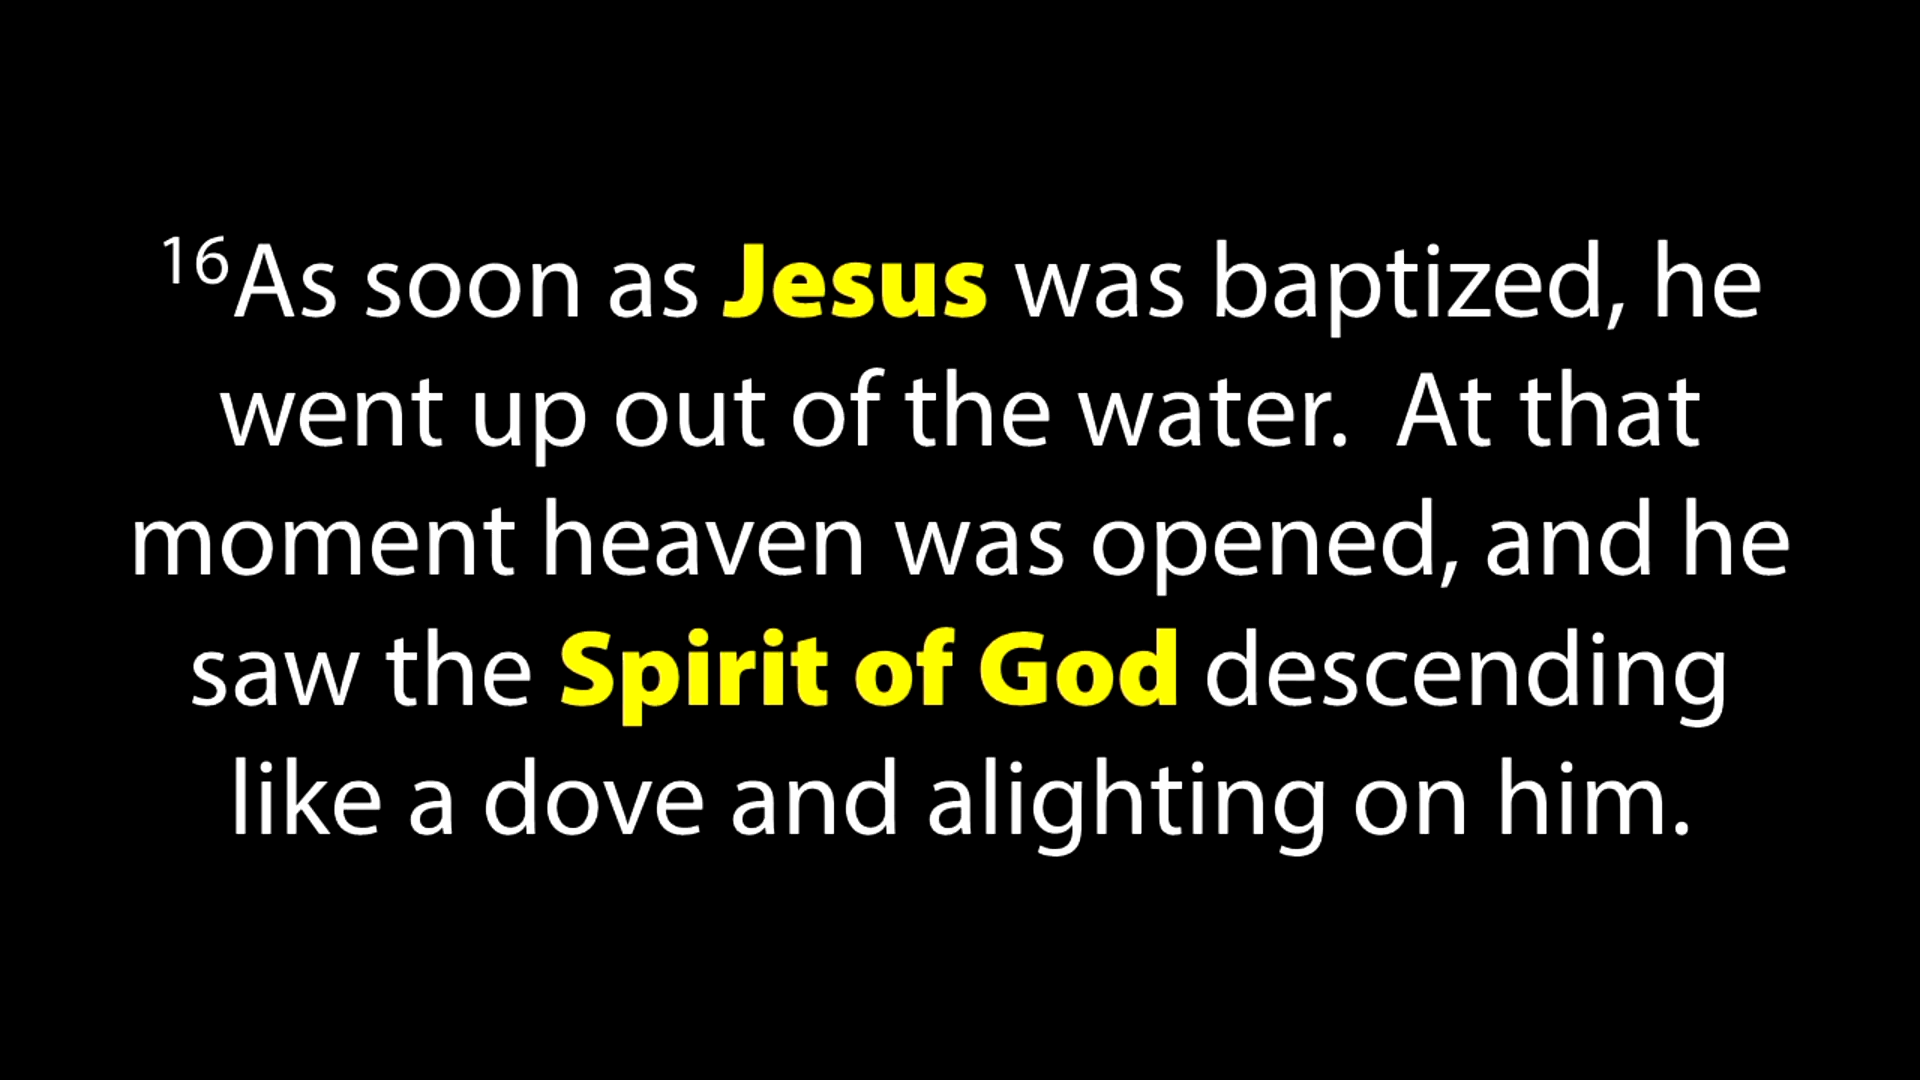 16As soon as Jesus was baptized, he
went up out of the water.  At that
moment heaven was opened, and he
saw the Spirit of God descending
like a dove and alighting on him.